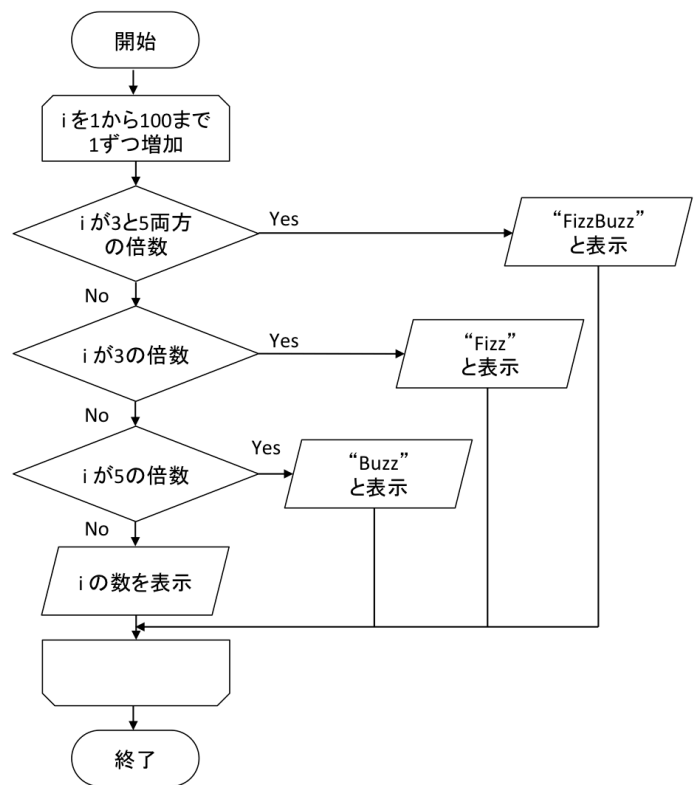 開始
i を1から100まで
1ずつ増加
i が3と5両方
の倍数
Yes
“FizzBuzz”
と表示
No
i が3の倍数
Yes
“Fizz”
と表示
No
i が5の倍数
Yes
“Buzz”
と表示
No
i の数を表示
終了